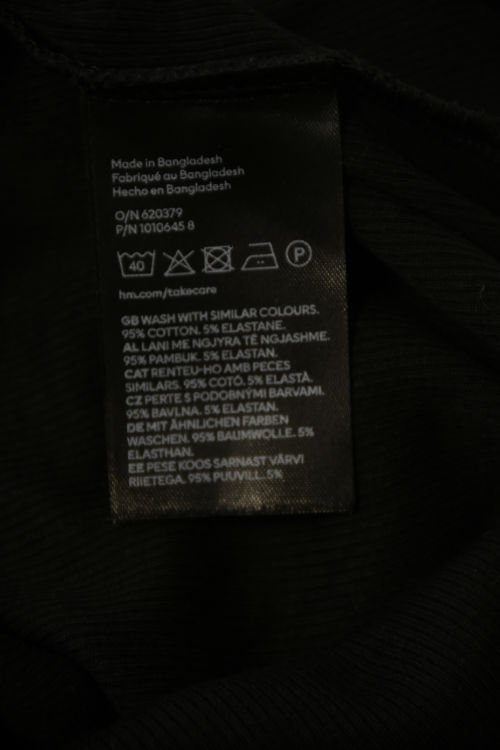 Made in Bangladesh
Fabriqué au Bangladesh
Hecho en Bangladesh
O/N 620379
P/N 1010645 8
40 P
hm.com/takecare
GB WASH WITH SIMILAR COLOURS.
95% COTTON. 5% ELASTANE.
AL LANI ME NGJYRA TË NGJASHME.
95% PAMBUK. 5% ELASTAN.
CAT RENTEU-HO AMB PECES
SIMILARS. 95% COTÓ. 5% ELASTÀ.
CZ PERTE S PODOBNÝMI BARVAMI.
95% BAVLNA. 5% ELASTAN.
DE MIT ÄHNLICHEN FARBEN
WASCHEN. 95% BAUMWOLLE. 5%
ELASTHAN.
EE PESE KOOS SARNAST VÄRVI
RIIETEGA. 95% PUUVILL. 5%